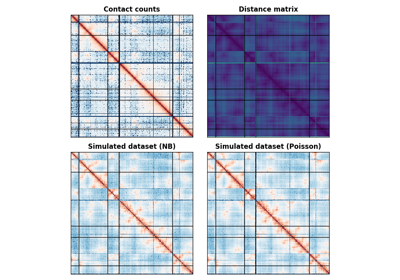 Contact counts
Distance matrix
Simulated dataset (NB)
Simulated dataset (Poisson)